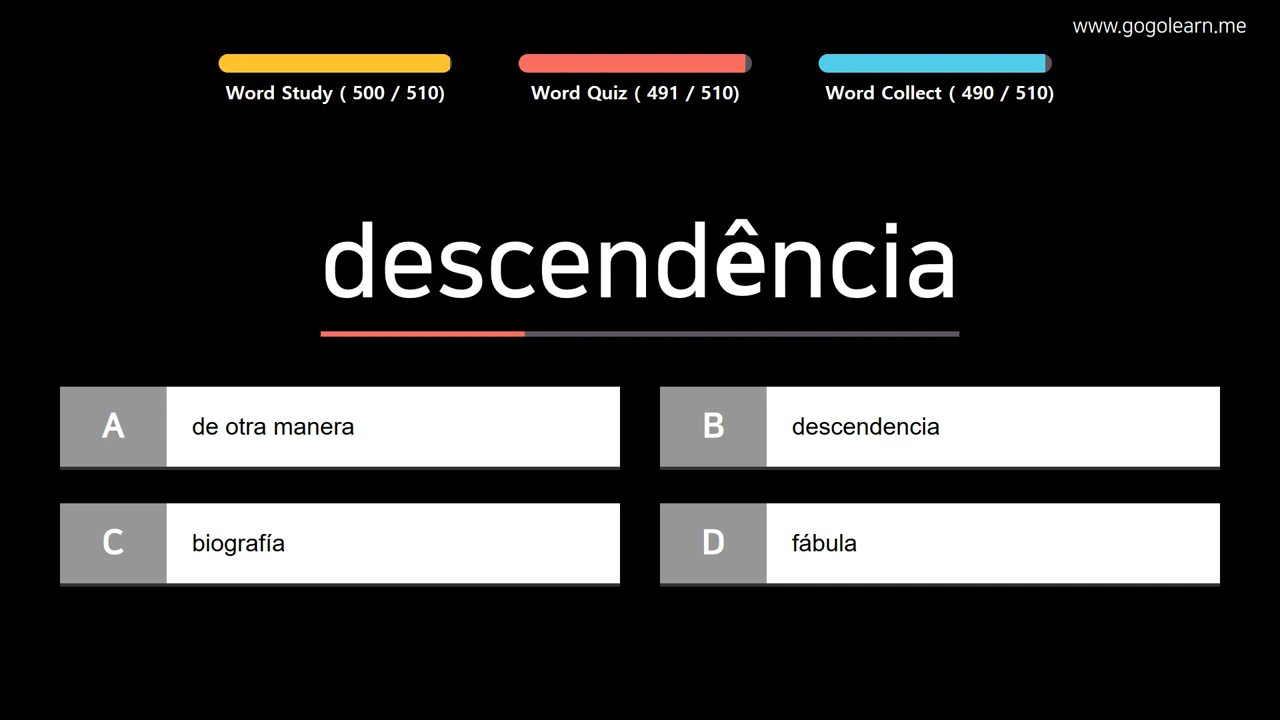 www.gogolearn.me
Word Study ( 500 / 510)
Word Quiz ( 491 / 510)
Word Collect ( 490 / 510)
descendência
A de otra manera
B descendencia
C biografía
D fábula